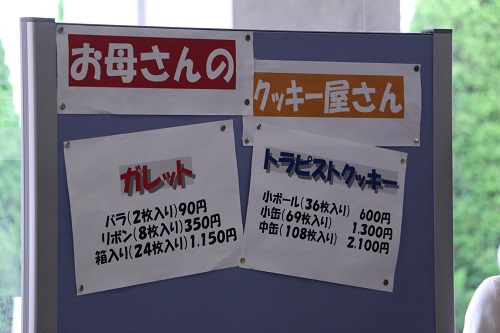 お母さんの
クッキー屋さん
ガレット
バラ(2枚入り)90円
リボン(8枚入り)350円
箱入り(24枚入り)1.150円
トラピストクッキー
小ボール(36枚入り) 600円
小缶(69枚入り) 1.300円
中缶(108枚入り) 2.100円